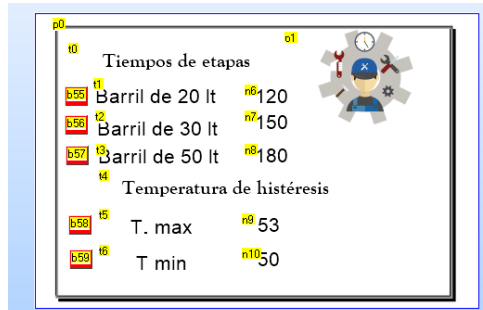 p0
t0 o1
Tiempos de etapas
b55 t1 Barril de 20 lt n6 120
b56 t2 Barril de 30 lt n7 150
b57 t3 Barril de 50 lt n8 180
t4
Temperatura de histéresis
b58 t5 T. max n9 53
b59 t6 T min n10 50